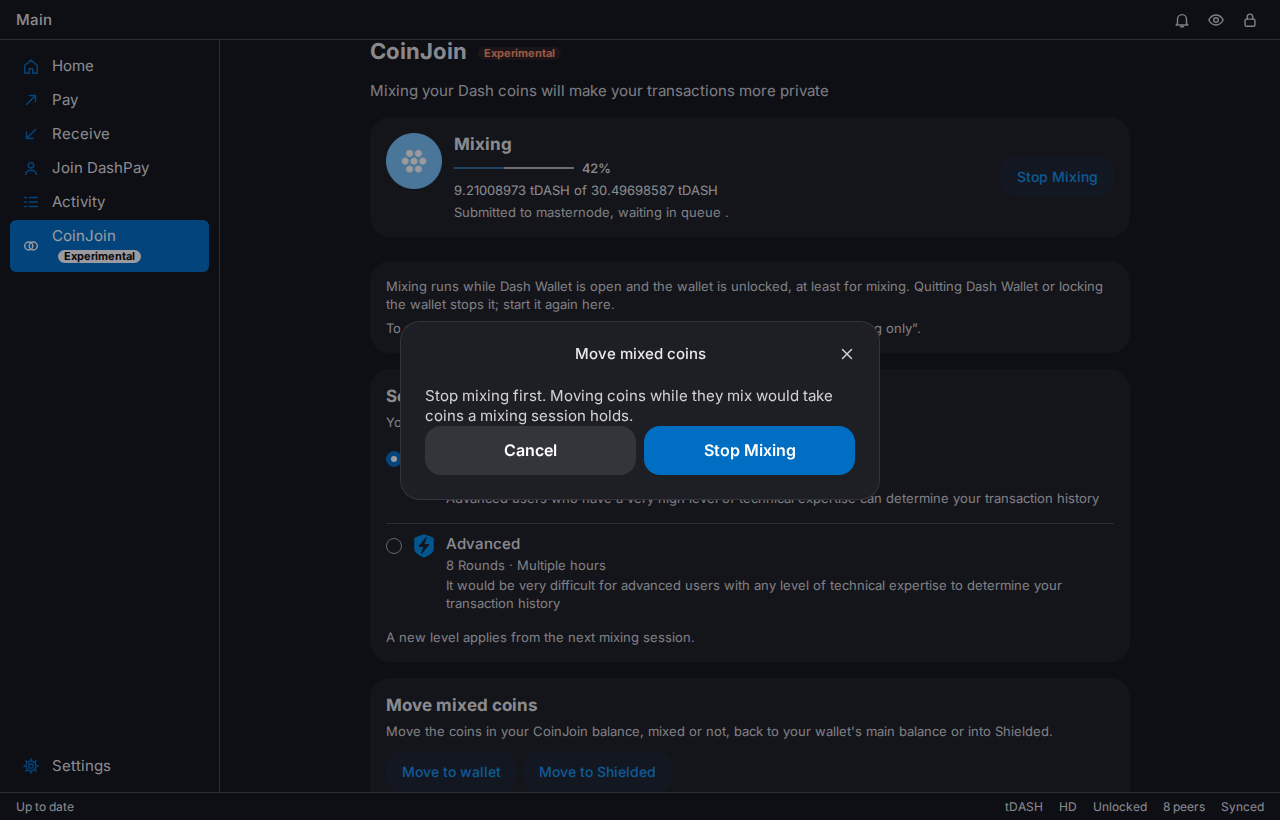 Main
Home
Pay
Receive
Join DashPay
Activity
CoinJoin
Experimental
Settings
CoinJoin Experimental
Mixing your Dash coins will make your transactions more private
Mixing
42%
9.21008973 tDASH of 30.49698587 tDASH
Submitted to masternode, waiting in queue .
Stop Mixing
Mixing runs while Dash Wallet is open and the wallet is unlocked, at least for mixing. Quitting Dash Wallet or locking
the wallet stops it; start it again here.
To
only”.
Move mixed coins
Stop mixing first. Moving coins while they mix would take
coins a mixing session holds.
Cancel
Stop Mixing
Advanced users who have a very high level of technical expertise can determine your transaction history
Advanced
8 Rounds · Multiple hours
It would be very difficult for advanced users with any level of technical expertise to determine your
transaction history
A new level applies from the next mixing session.
Move mixed coins
Move the coins in your CoinJoin balance, mixed or not, back to your wallet's main balance or into Shielded.
Move to wallet
Move to Shielded
Up to date
tDASH
HD
Unlocked
8 peers
Synced